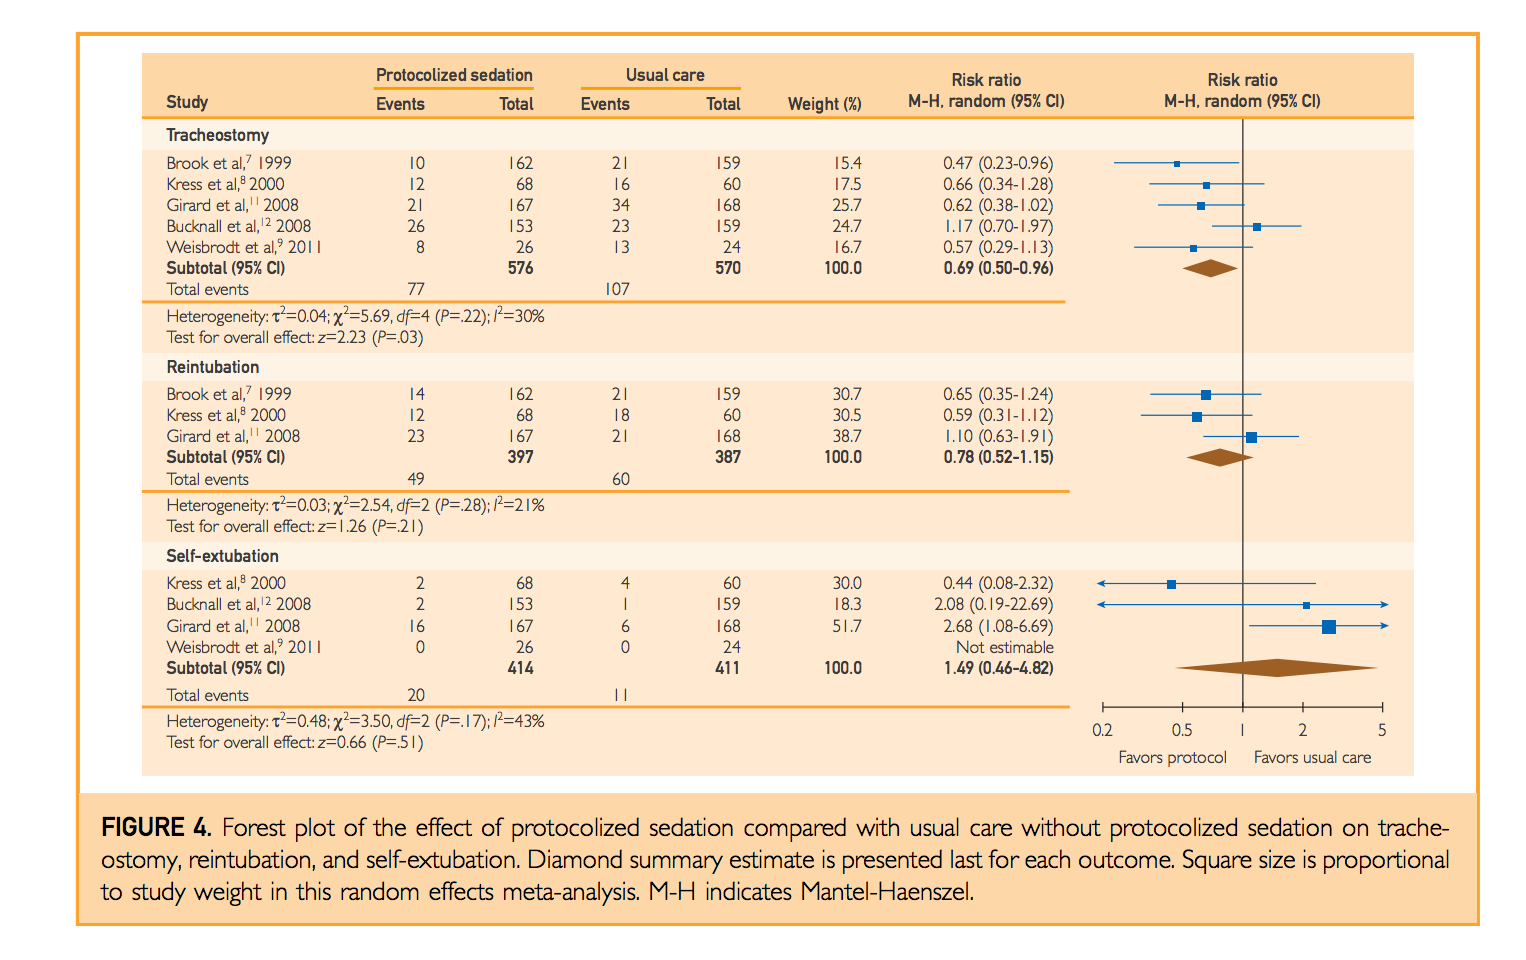 Protocolized sedation Usual care Risk ratio Risk ratio
Study Events Total Events Total Weight (%) M-H, random (95% CI) M-H, random (95% CI)
Tracheostomy
Brook et al,⁷ 1999 10 162 21 159 15.4 0.47 (0.23-0.96)
Kress et al,⁸ 2000 12 68 16 60 17.5 0.66 (0.34-1.28)
Girard et al,¹¹ 2008 21 167 34 168 25.7 0.62 (0.38-1.02)
Bucknall et al,¹² 2008 26 153 23 159 24.7 1.17 (0.70-1.97)
Weisbrodt et al,⁹ 2011 8 26 13 24 16.7 0.57 (0.29-1.13)
Subtotal (95% CI) 576 570 100.0 0.69 (0.50-0.96)
Total events 77 107
Heterogeneity: τ²=0.04; χ²=5.69, df=4 (P=.22); I²=30%
Test for overall effect: z=2.23 (P=.03)
Reintubation
Brook et al,⁷ 1999 14 162 21 159 30.7 0.65 (0.35-1.24)
Kress et al,⁸ 2000 12 68 18 60 30.5 0.59 (0.31-1.12)
Girard et al,¹¹ 2008 23 167 21 168 38.7 1.10 (0.63-1.91)
Subtotal (95% CI) 397 387 100.0 0.78 (0.52-1.15)
Total events 49 60
Heterogeneity: τ²=0.03; χ²=2.54, df=2 (P=.28); I²=21%
Test for overall effect: z=1.26 (P=.21)
Self-extubation
Kress et al,⁸ 2000 2 68 4 60 30.0 0.44 (0.08-2.32)
Bucknall et al,¹² 2008 2 153 1 159 18.3 2.08 (0.19-22.69)
Girard et al,¹¹ 2008 16 167 6 168 51.7 2.68 (1.08-6.69)
Weisbrodt et al,⁹ 2011 0 26 0 24 Not estimable
Subtotal (95% CI) 414 411 100.0 1.49 (0.46-4.82)
Total events 20 11
Heterogeneity: τ²=0.48; χ²=3.50, df=2 (P=.17); I²=43%
Test for overall effect: z=0.66 (P=.51)
0.2 0.5 1 2 5
Favors protocol Favors usual care
FIGURE 4. Forest plot of the effect of protocolized sedation compared with usual care without protocolized sedation on trache-
ostomy, reintubation, and self-extubation. Diamond summary estimate is presented last for each outcome. Square size is proportional
to study weight in this random effects meta-analysis. M-H indicates Mantel-Haenszel.